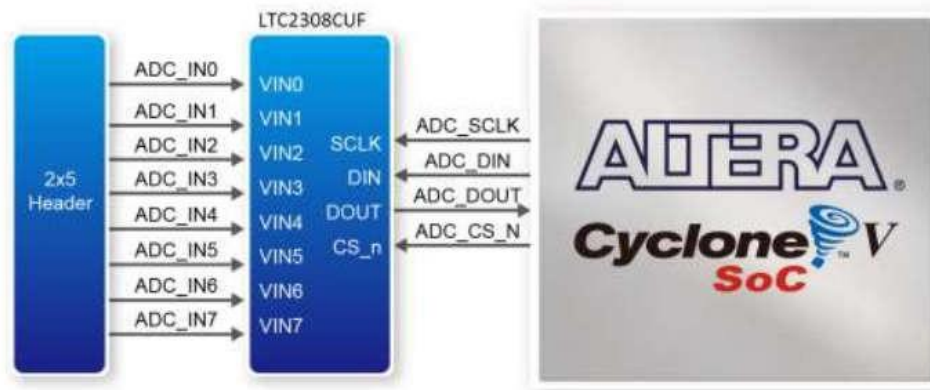 LTC2308CUF
2x5
Header
ADC_IN0
ADC_IN1
ADC_IN2
ADC_IN3
ADC_IN4
ADC_IN5
ADC_IN6
ADC_IN7
VIN0
VIN1
VIN2
VIN3
VIN4
VIN5
VIN6
VIN7
SCLK
DIN
DOUT
CS_n
ADC_SCLK
ADC_DIN
ADC_DOUT
ADC_CS_N
ALTERA®
Cyclone™ V
SoC